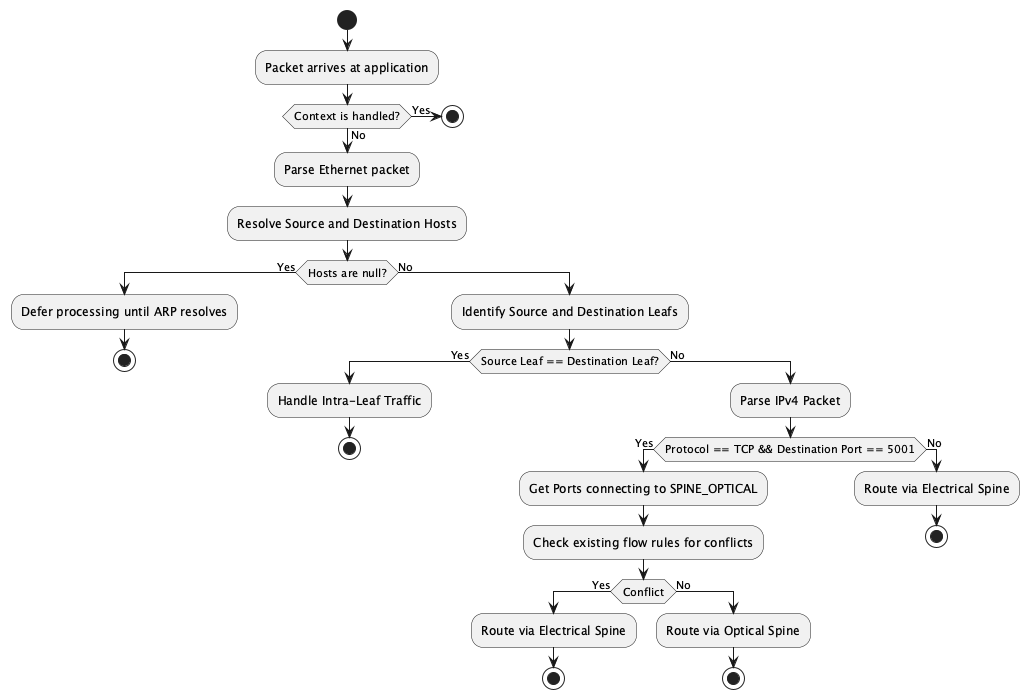 Packet arrives at application
Context is handled?
Yes
No
Parse Ethernet packet
Resolve Source and Destination Hosts
Yes
Hosts are null?
No
Defer processing until ARP resolves
Identify Source and Destination Leafs
Yes
Source Leaf == Destination Leaf?
No
Handle Intra-Leaf Traffic
Parse IPv4 Packet
Yes
Protocol == TCP && Destination Port == 5001
No
Get Ports connecting to SPINE_OPTICAL
Route via Electrical Spine
Check existing flow rules for conflicts
Yes
Conflict
No
Route via Electrical Spine
Route via Optical Spine